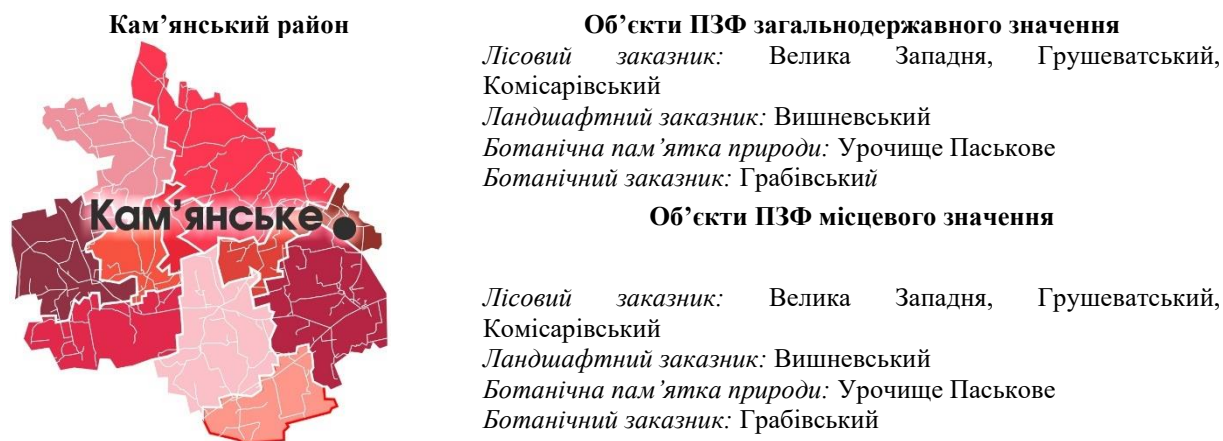 Кам’янський район
Кам’янське
Об’єкти ПЗФ загальнодержавного значення
Лісовий заказник: Велика Западня, Грушеватський,
Комісарівський
Ландшафтний заказник: Вишневський
Ботанічна пам’ятка природи: Урочище Паськове
Ботанічний заказник: Грабівський
Об’єкти ПЗФ місцевого значення
Лісовий заказник: Велика Западня, Грушеватський,
Комісарівський
Ландшафтний заказник: Вишневський
Ботанічна пам’ятка природи: Урочище Паськове
Ботанічний заказник: Грабівський